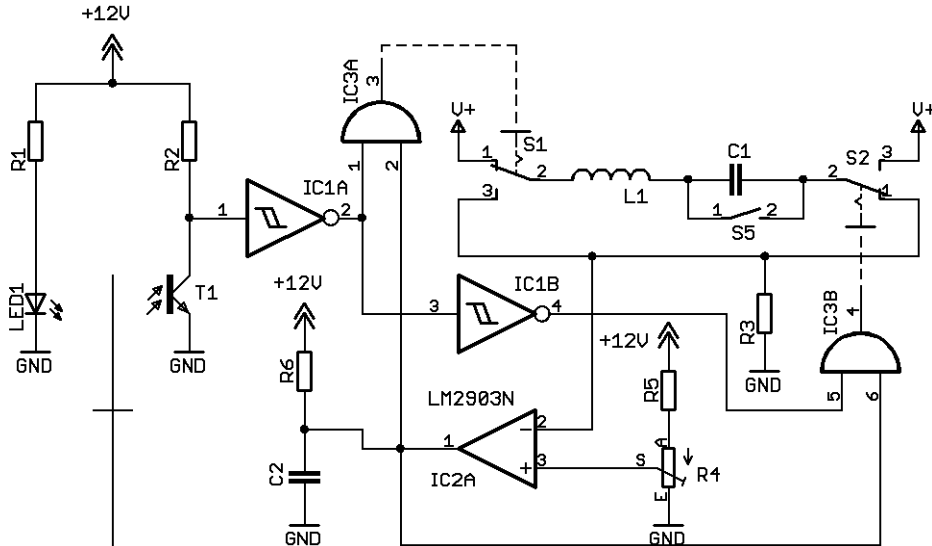 +12V
R1
R2
LED1
GND
1
IC1A
2
T1
GND
IC3A
3
1
2
V+
1
3
S1
2
L1
C1
1
2
S5
V+
S2
3
2
1
+12V
R6
C2
GND
3
IC1B
4
R3
GND
IC3B
4
5
6
LM2903N
1
2
−
+
3
IC2A
+12V
R5
A
S
E
R4
GND